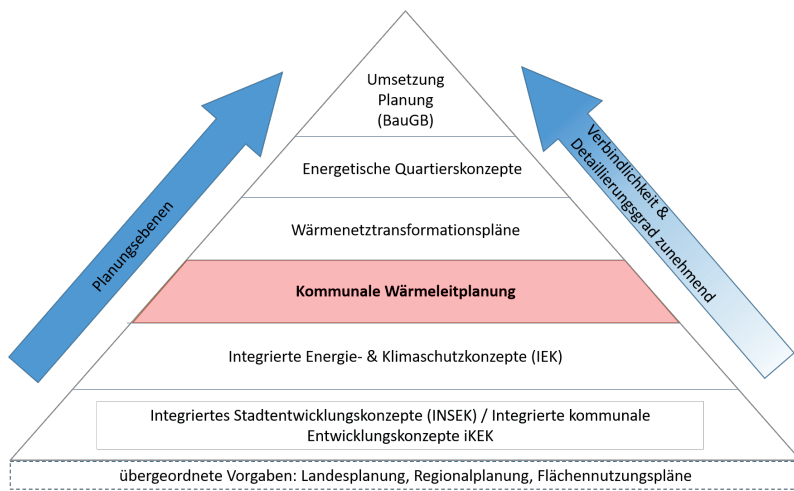 Umsetzung
Planung
(BauGB)
Energetische Quartierskonzepte
Wärmenetztransformationspläne
Kommunale Wärmeleitplanung
Integrierte Energie- & Klimaschutzkonzepte (IEK)
Integriertes Stadtentwicklungskonzepte (INSEK) / Integrierte kommunale
Entwicklungskonzepte iKEK
übergeordnete Vorgaben: Landesplanung, Regionalplanung, Flächennutzungspläne
Planungsebenen
Verbindlichkeit &
Detaillierungsgrad zunehmend